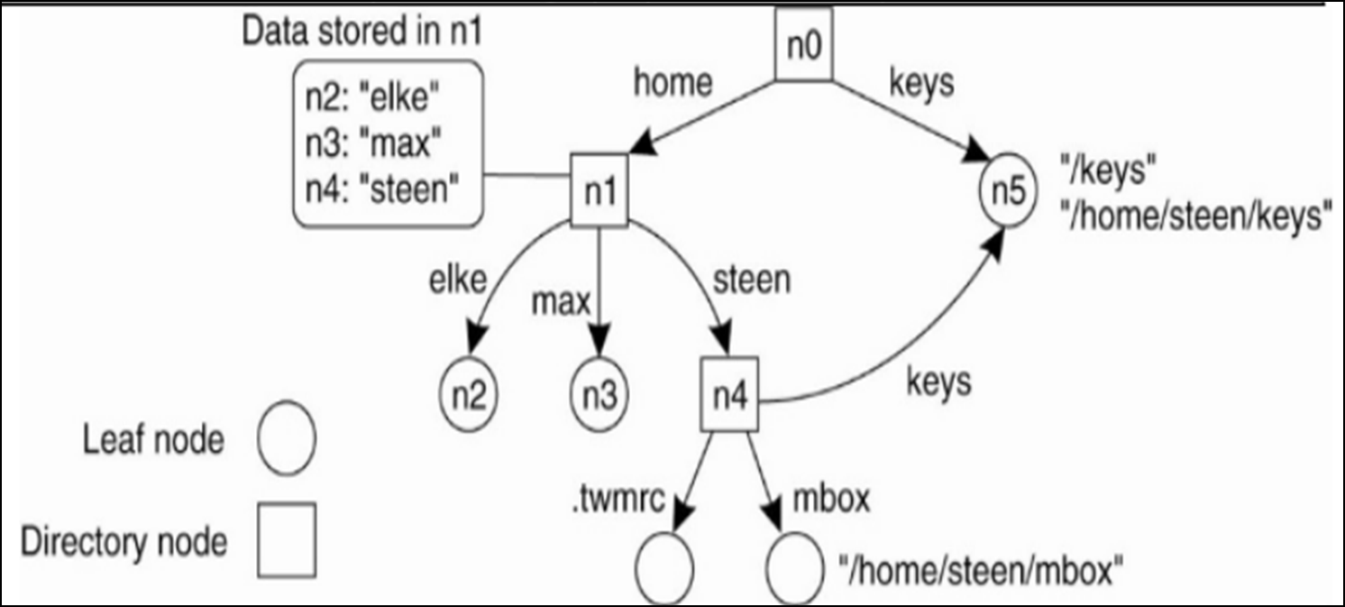 Data stored in n1
n2: "elke"
n3: "max"
n4: "steen"
n0
home
keys
n1
n5
"/keys"
"/home/steen/keys"
elke
max
steen
n2
n3
n4
keys
Leaf node
.twmrc
mbox
Directory node
"/home/steen/mbox"